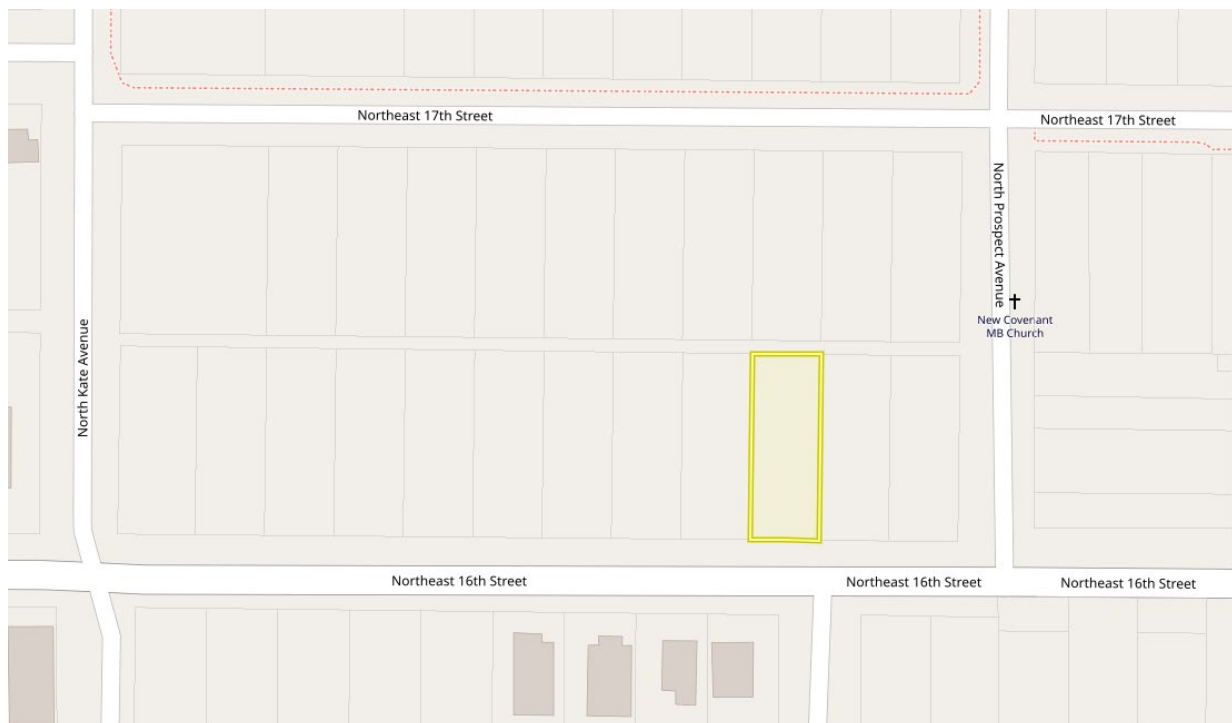 Northeast 17th Street
Northeast 17th Street
North Prospect Avenue
New Covenant
MB Church
North Kate Avenue
Northeast 16th Street
Northeast 16th Street
Northeast 16th Street